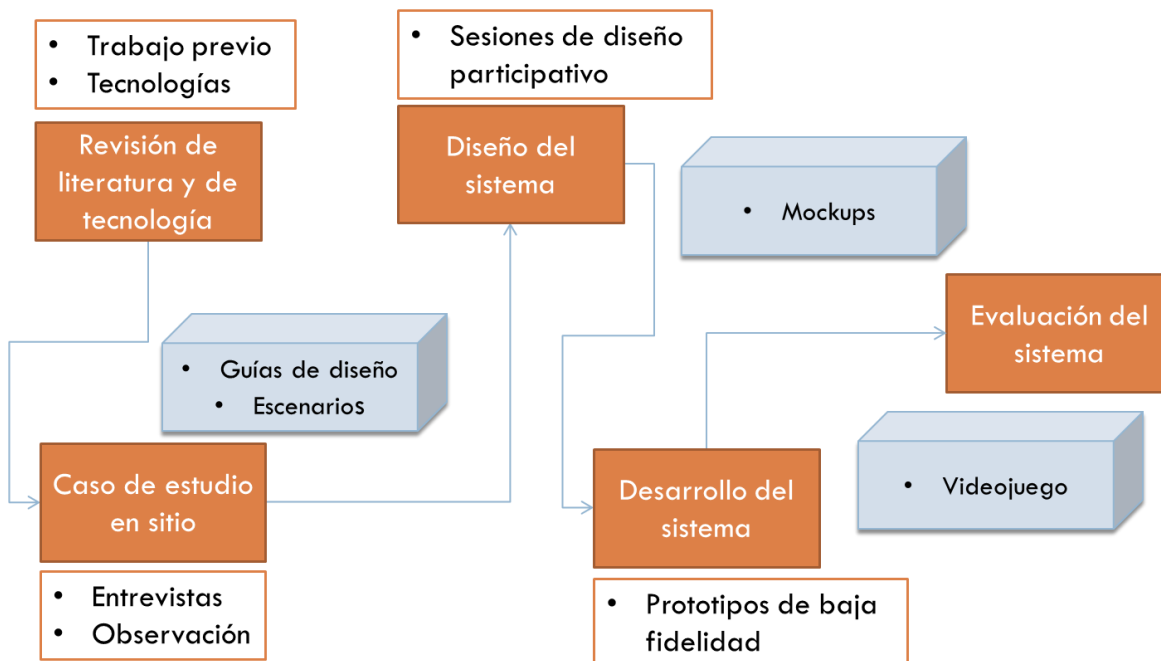 • Trabajo previo
• Tecnologías
Revisión de
literatura y de
tecnología
• Guías de diseño
• Escenarios
Caso de estudio
en sitio
• Entrevistas
• Observación
• Sesiones de diseño
participativo
Diseño del
sistema
• Mockups
Desarrollo del
sistema
• Prototipos de baja
fidelidad
Evaluación del
sistema
• Videojuego